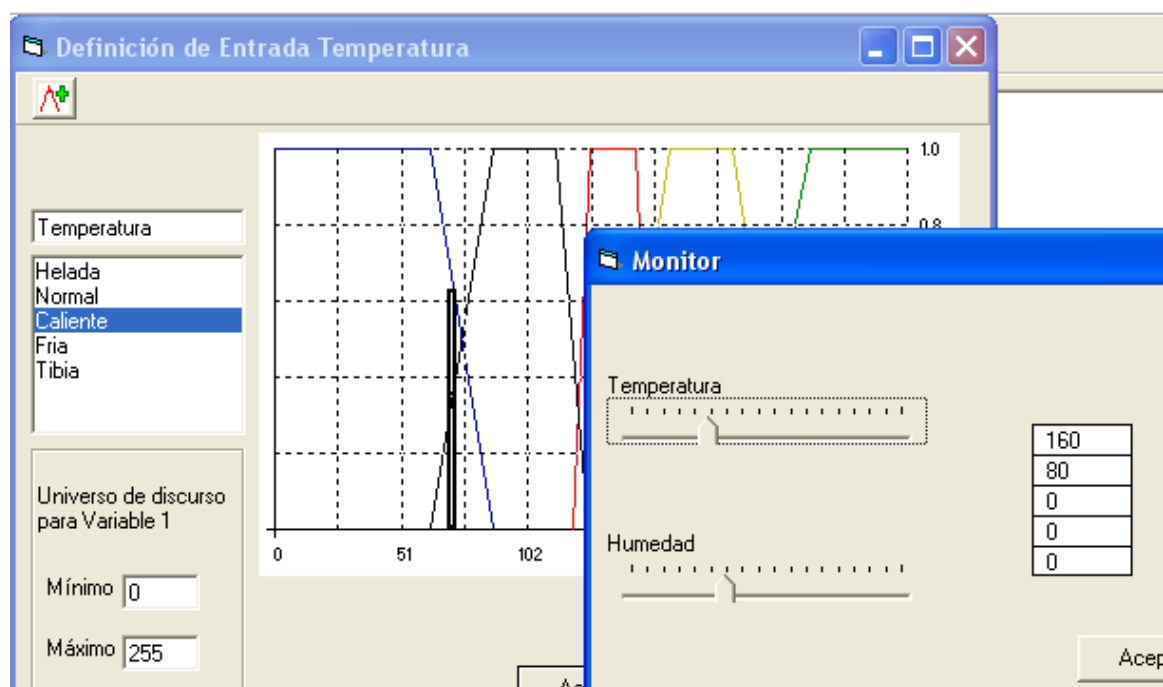 Definición de Entrada Temperatura
1.0
0.8
Temperatura
Helada
Normal
Caliente
Fria
Tibia
Universo de discurso
para Variable 1
Mínimo 0
Máximo 255
0 51 102
Monitor
Temperatura
Humedad
160
80
0
0
0